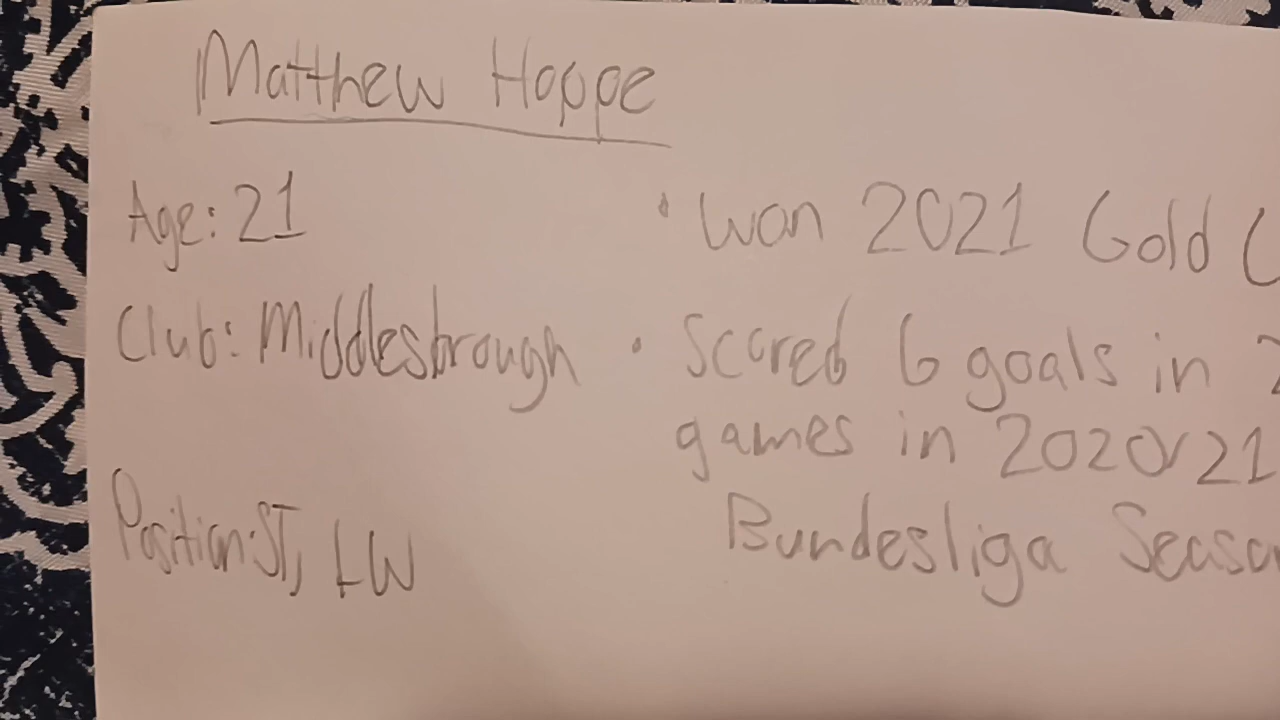 Matthew Hoppe
Age: 21
Club: Middlesbrough
Position: ST, LW
• Won 2021 Gold
• Scored 6 goals in
games in 2020/21
Bundesliga